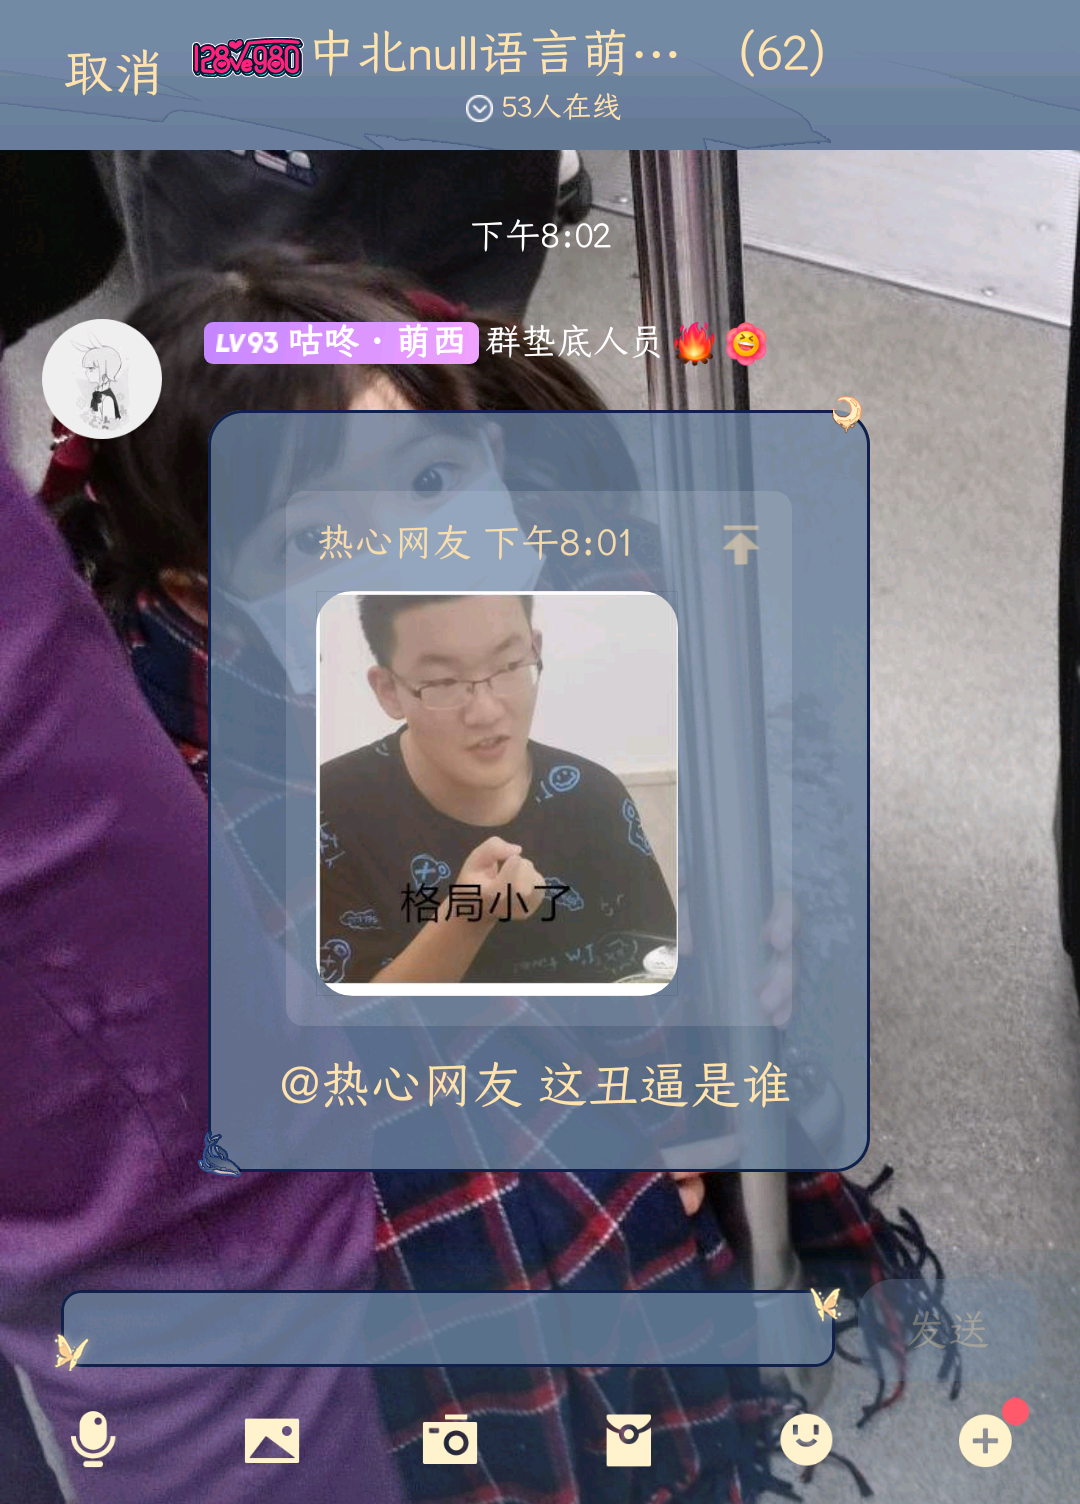 取消
128Ve980 中北null语言萌… (62)
53人在线
下午8:02
LV93 咕咚·萌西 群垫底人员
热心网友 下午8:01
格局小了
@热心网友 这丑逼是谁
发送